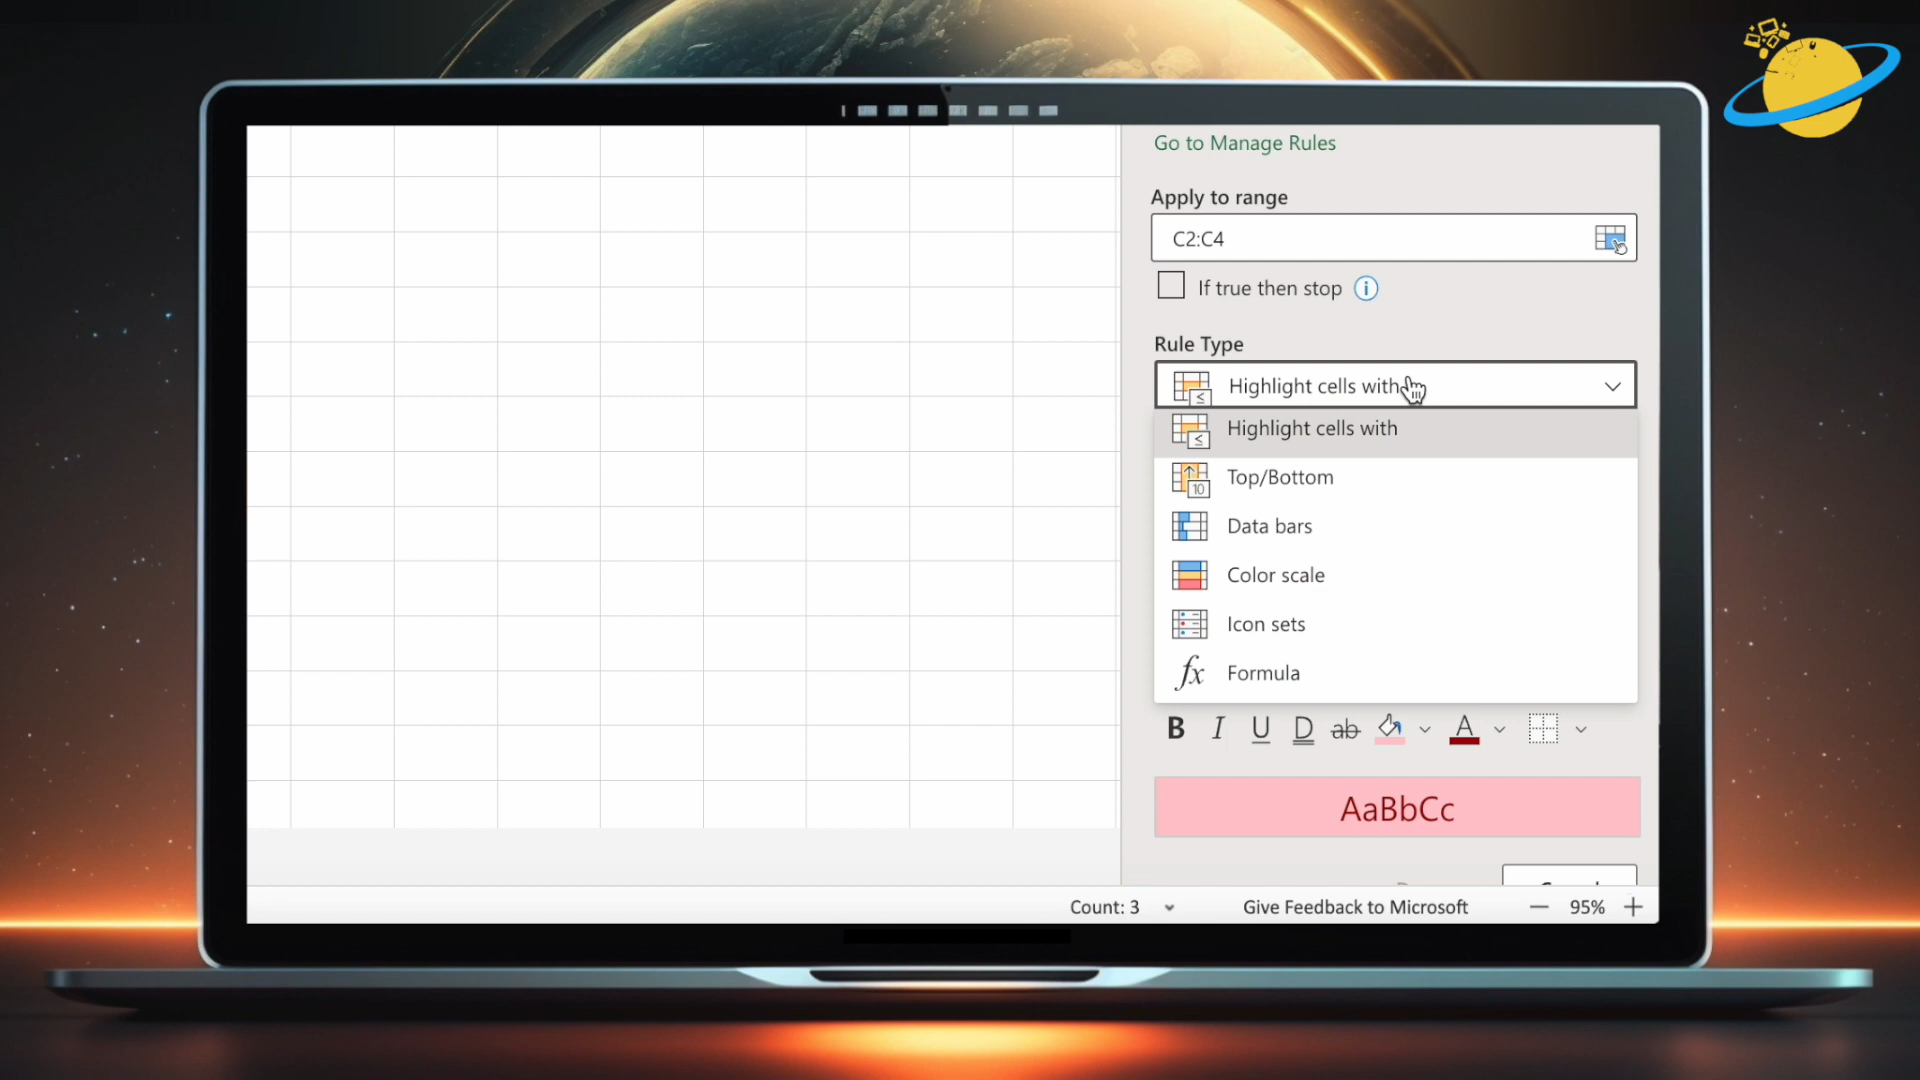 Go to Manage Rules
Apply to range
C2:C4
If true then stop
Rule Type
Highlight cells with
Highlight cells with
Top/Bottom
10
Data bars
Color scale
Icon sets
fx Formula
B I U D ab A
AaBbCc
Count: 3
Give Feedback to Microsoft
95%